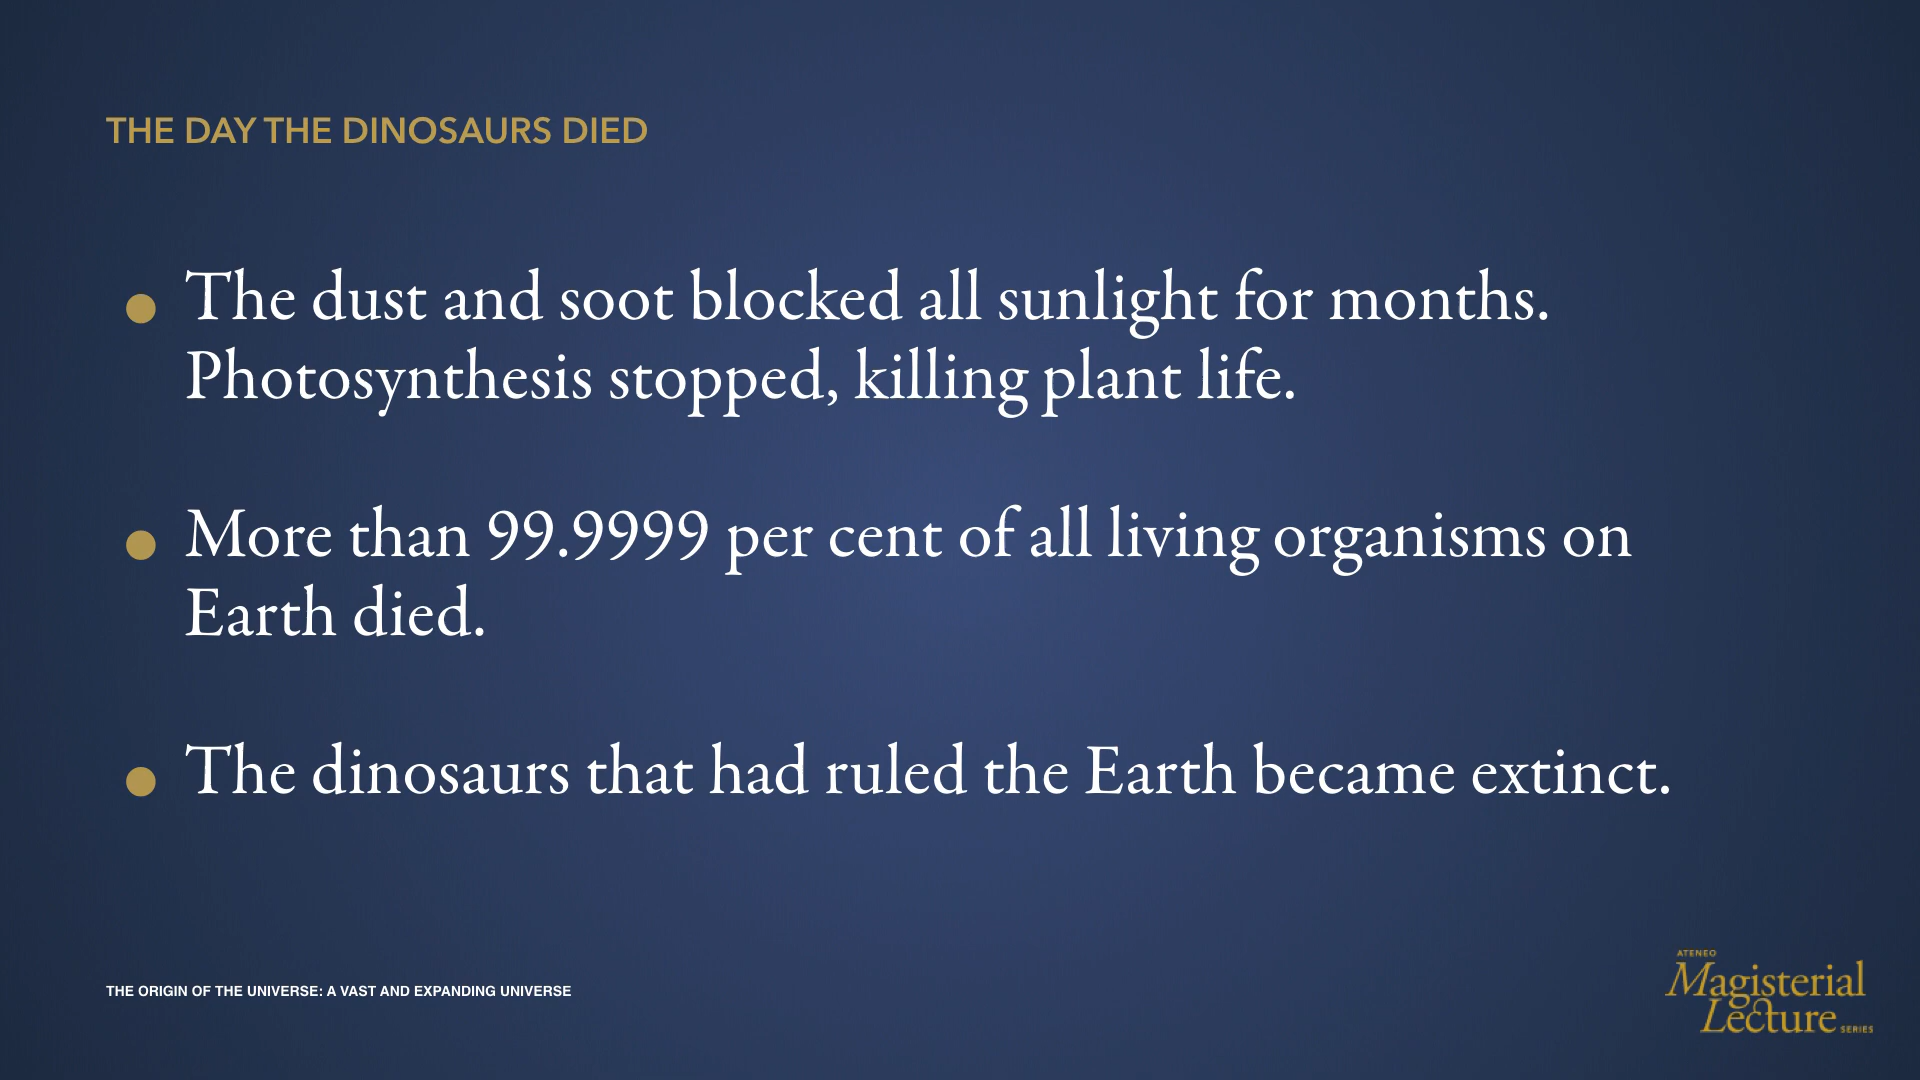 THE DAY THE DINOSAURS DIED
● The dust and soot blocked all sunlight for months.
Photosynthesis stopped, killing plant life.
● More than 99.9999 per cent of all living organisms on
Earth died.
● The dinosaurs that had ruled the Earth became extinct.
THE ORIGIN OF THE UNIVERSE: A VAST AND EXPANDING UNIVERSE
ATENEO
Magisterial
Lecture SERIES